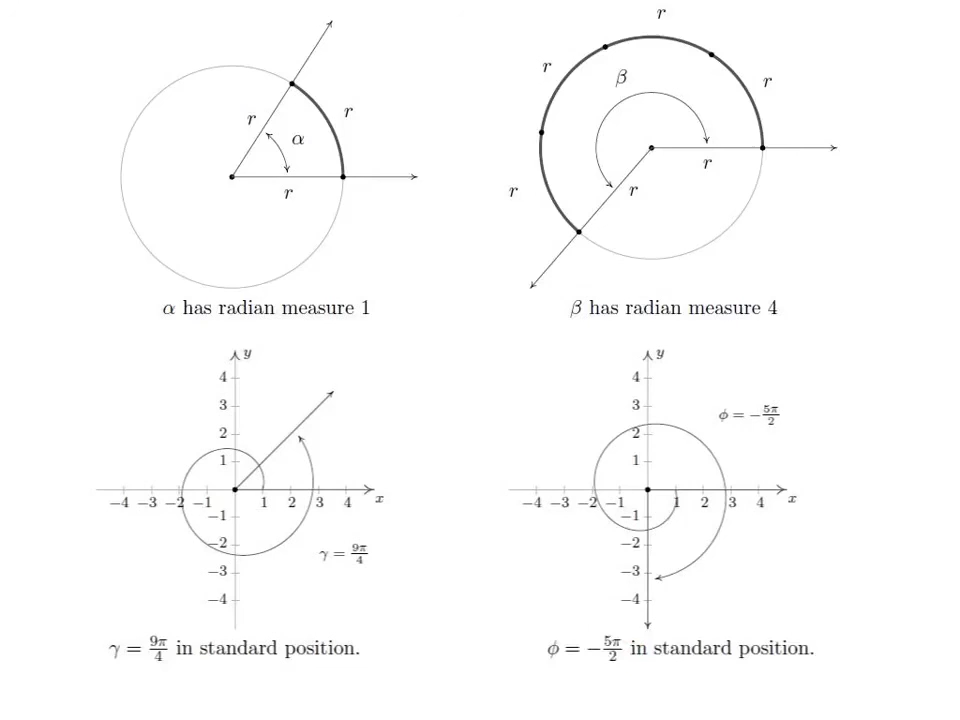 r
r
α
r
α has radian measure 1
r
r
β
r
r
r
r
β has radian measure 4
y
4
3
2
1
−4 −3 −2 −1 1 2 3 4 x
−1
−2
−3
−4
γ = 9π/4
γ = 9π/4 in standard position.
y
4
3
2
1
−4 −3 −2 −1 1 2 3 4 x
−1
−2
−3
−4
φ = −5π/2
φ = −5π/2 in standard position.